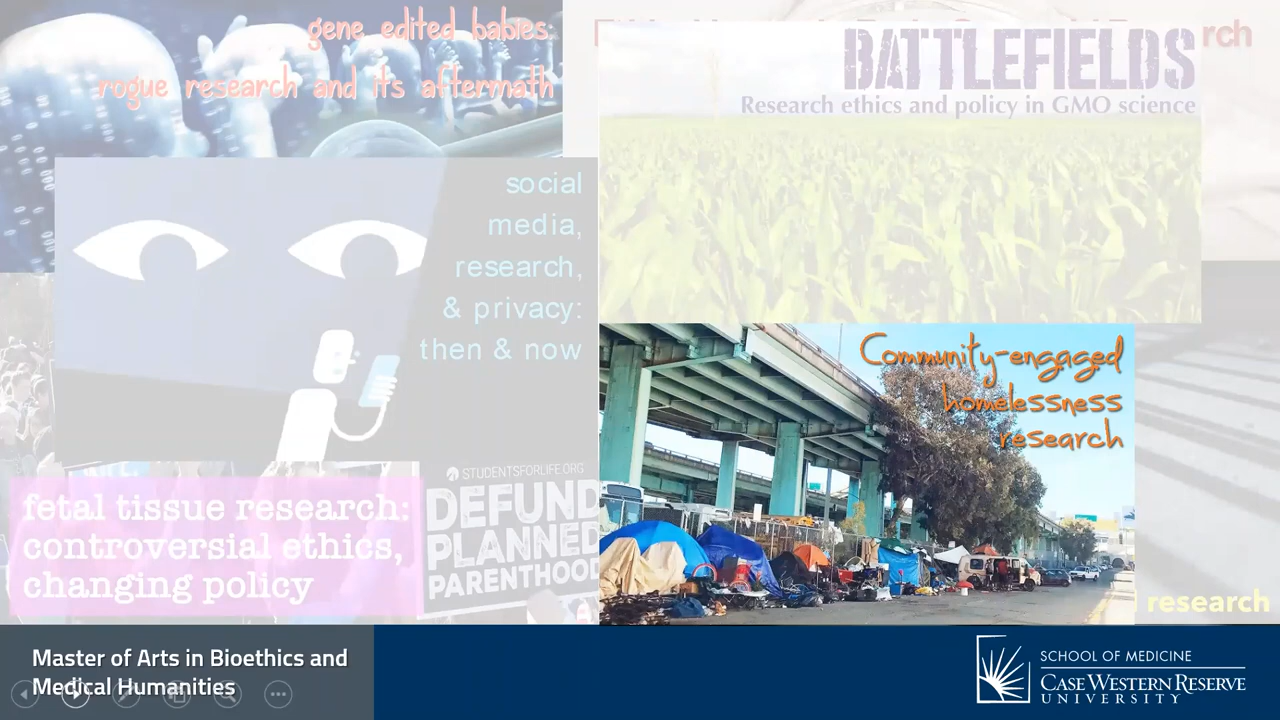 gene edited babies:
rogue research and its aftermath
rch
BATTLEFIELDS
Research ethics and policy in GMO science
social
media,
research,
& privacy:
then & now
Community-engaged
homelessness
research
STUDENTSFORLIFE.ORG
DEFUND
PLANNED
PARENTHOOD
fetal tissue research:
controversial ethics,
changing policy
research
Master of Arts in Bioethics and
Medical Humanities
SCHOOL OF MEDICINE
CASE WESTERN RESERVE
UNIVERSITY